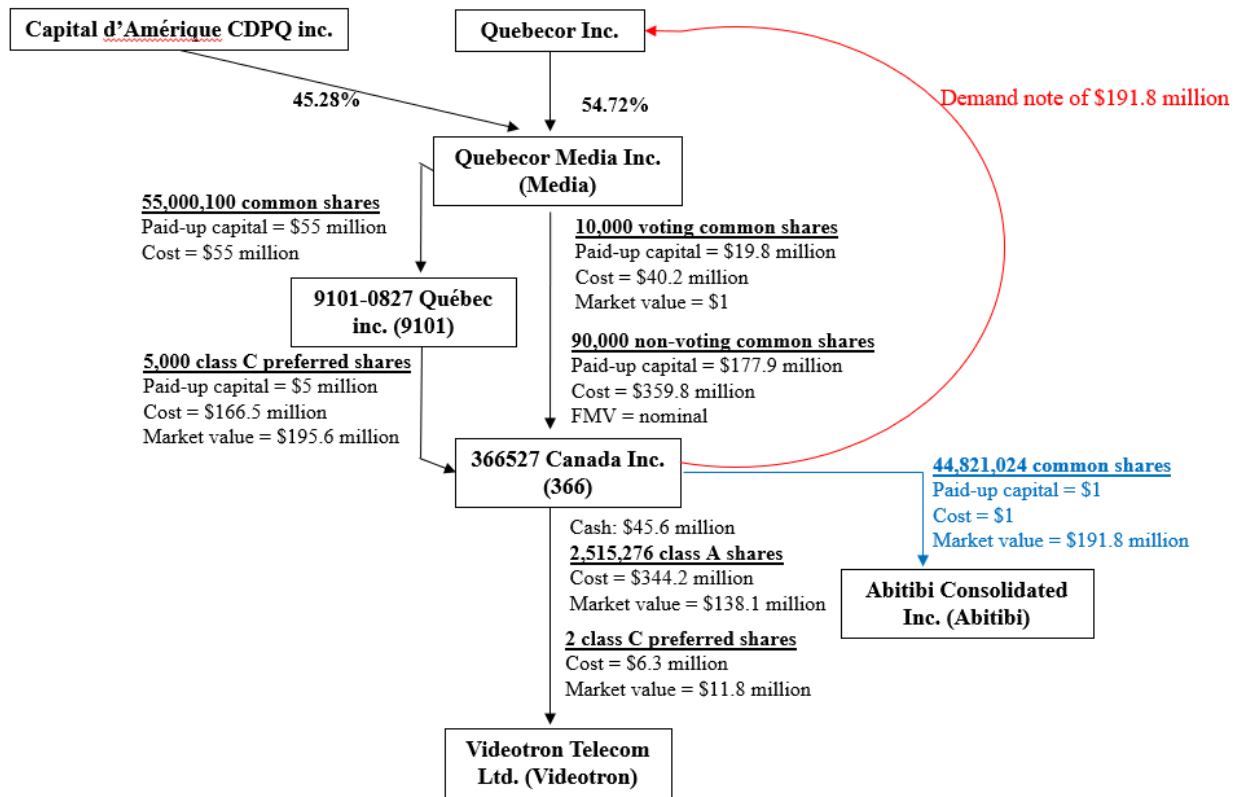 Capital d’Amérique CDPQ inc.
Quebecor Inc.
45.28%
54.72%
Demand note of $191.8 million
Quebecor Media Inc.
(Media)
55,000,100 common shares
Paid-up capital = $55 million
Cost = $55 million
10,000 voting common shares
Paid-up capital = $19.8 million
Cost = $40.2 million
Market value = $1
9101-0827 Québec
inc. (9101)
90,000 non-voting common shares
Paid-up capital = $177.9 million
Cost = $359.8 million
FMV = nominal
5,000 class C preferred shares
Paid-up capital = $5 million
Cost = $166.5 million
Market value = $195.6 million
366527 Canada Inc.
(366)
44,821,024 common shares
Paid-up capital = $1
Cost = $1
Market value = $191.8 million
Cash: $45.6 million
2,515,276 class A shares
Cost = $344.2 million
Market value = $138.1 million
Abitibi Consolidated
Inc. (Abitibi)
2 class C preferred shares
Cost = $6.3 million
Market value = $11.8 million
Videotron Telecom
Ltd. (Videotron)